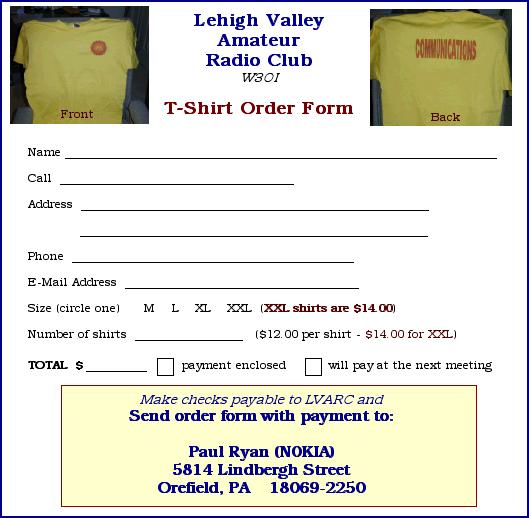 Lehigh Valley
Amateur
Radio Club
W3OI
T-Shirt Order Form
Front
COMMUNICATIONS
Back
Name
Call
Address
Phone
E-Mail Address
Size (circle one) M L XL XXL (XXL shirts are $14.00)
Number of shirts ($12.00 per shirt - $14.00 for XXL)
TOTAL $ payment enclosed will pay at the next meeting
Make checks payable to LVARC and
Send order form with payment to:
Paul Ryan (N0KIA)
5814 Lindbergh Street
Orefield, PA 18069-2250